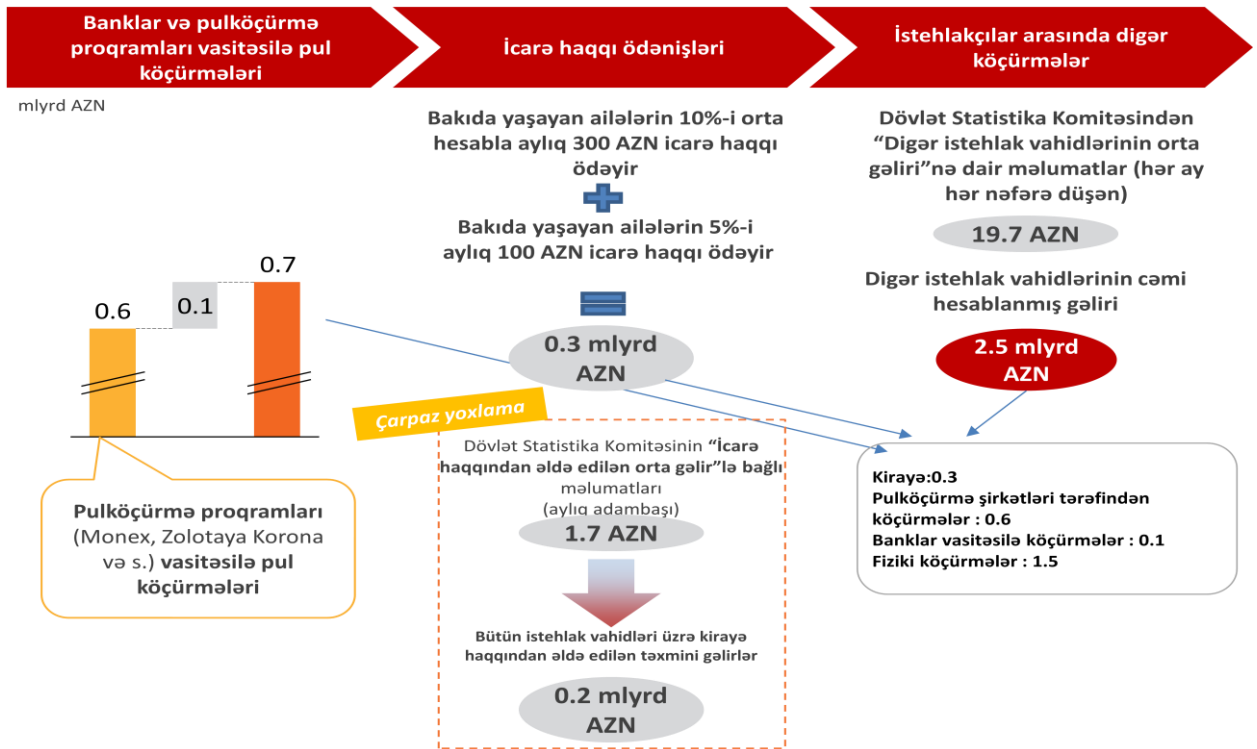 Banklar və pulköçürmə
proqramları vasitəsilə pul
köçürmələri
İcarə haqqı ödənişləri
İstehlakçılar arasında digər
köçürmələr
mlyrd AZN
0.6
0.1
0.7
Pulköçürmə proqramları
(Monex, Zolotaya Korona
və s.) vasitəsilə pul
köçürmələri
Bakıda yaşayan ailələrin 10%-i orta
hesabla aylıq 300 AZN icarə haqqı
ödəyir
Bakıda yaşayan ailələrin 5%-i
aylıq 100 AZN icarə haqqı ödəyir
0.3 mlyrd
AZN
Çarpaz yoxlama
Dövlət Statistika Komitəsinin “İcarə
haqqından əldə edilən orta gəlir”lə bağlı
məlumatları
(aylıq adambaşı)
1.7 AZN
Bütün istehlak vahidləri üzrə kirayə
haqqından əldə edilən təxmini gəlirlər
0.2 mlyrd
AZN
Dövlət Statistika Komitəsindən
“Digər istehlak vahidlərinin orta
gəliri”nə dair məlumatlar (hər ay
hər nəfərə düşən)
19.7 AZN
Digər istehlak vahidlərinin cəmi
hesablanmış gəliri
2.5 mlyrd
AZN
Kirayə:0.3
Pulköçürmə şirkətləri tərəfindən
köçürmələr : 0.6
Banklar vasitəsilə köçürmələr : 0.1
Fiziki köçürmələr : 1.5